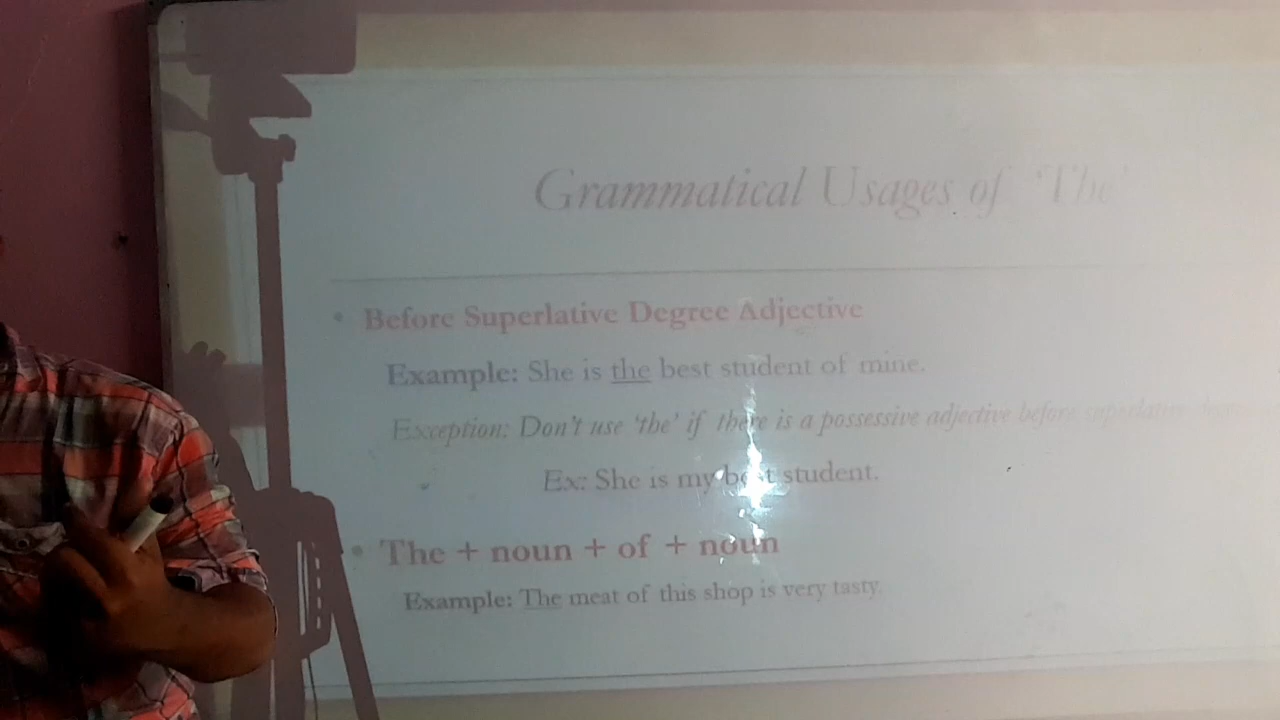 Grammatical Usages of 'The'
• Before Superlative Degree Adjective
Example: She is the best student of mine.
Exception: Don't use 'the' if there is a possessive adjective before superlative
Ex: She is my best student.
• The + noun + of + noun
Example: The meat of this shop is very tasty.